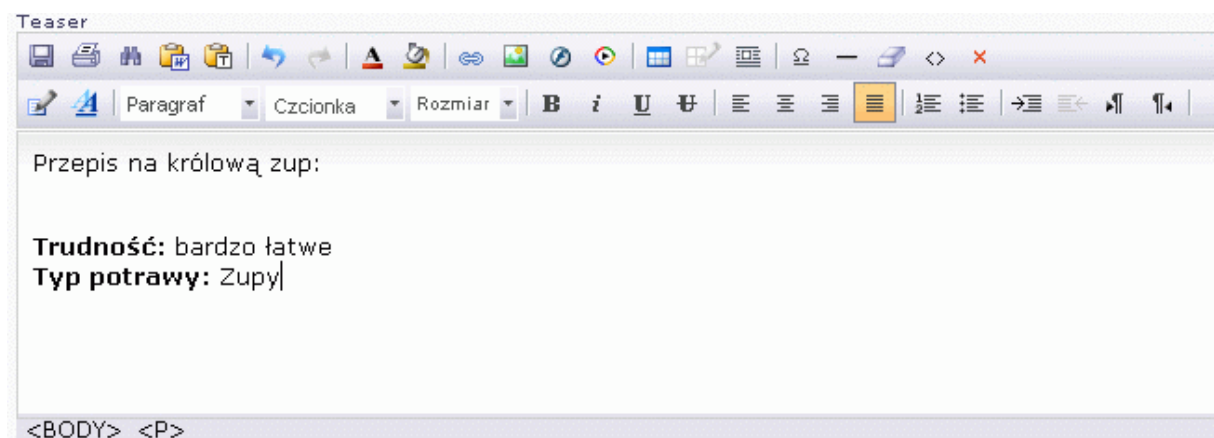 Teaser
Paragraf Czcionka Rozmiar B i U U
Przepis na królową zup:
Trudność: bardzo łatwe
Typ potrawy: Zupy
<BODY> <P>